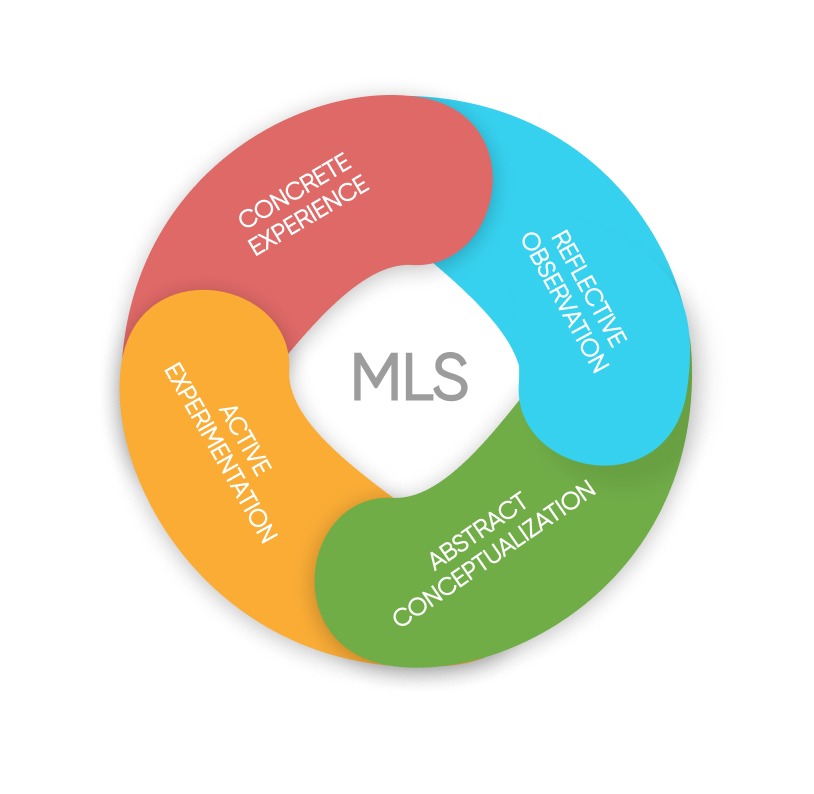 CONCRETE
EXPERIENCE
REFLECTIVE
OBSERVATION
MLS
ACTIVE
EXPERIMENTATION
ABSTRACT
CONCEPTUALIZATION